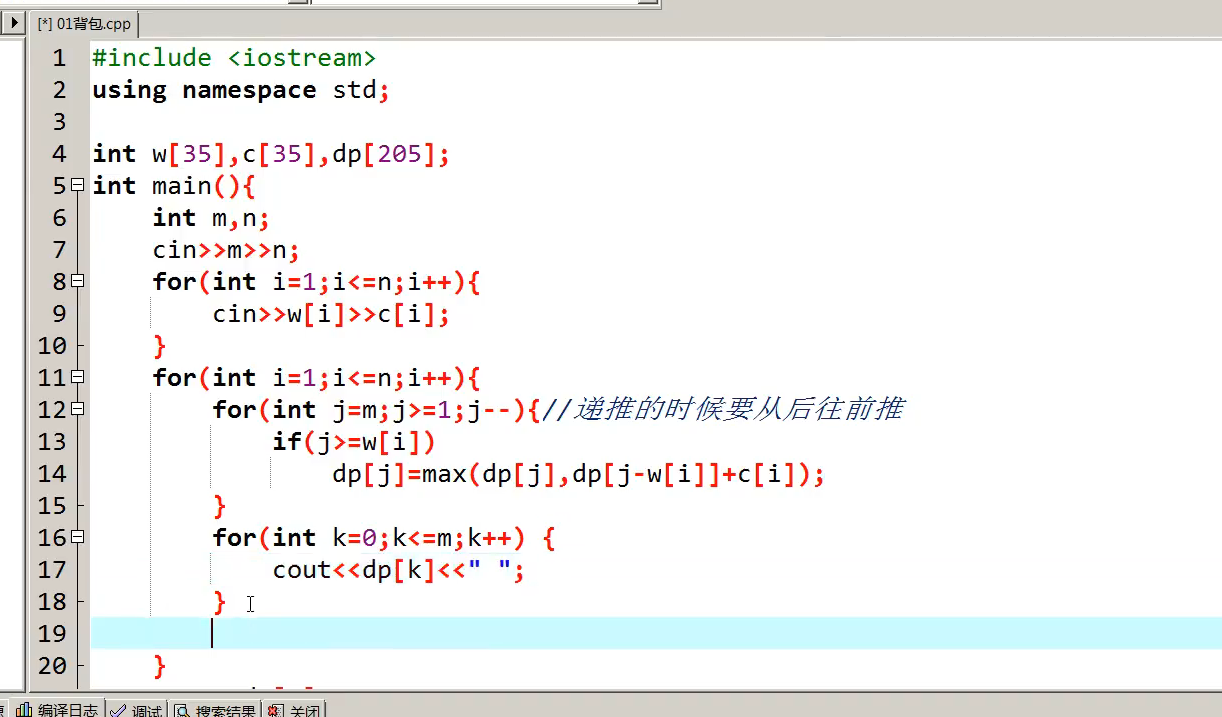 [*] 01背包.cpp
1 #include <iostream>
2 using namespace std;
3
4 int w[35],c[35],dp[205];
5 int main(){
6 int m,n;
7 cin>>m>>n;
8 for(int i=1;i<=n;i++){
9 cin>>w[i]>>c[i];
10 }
11 for(int i=1;i<=n;i++){
12 for(int j=m;j>=1;j--){//递推的时候要从后往前推
13 if(j>=w[i])
14 dp[j]=max(dp[j],dp[j-w[i]]+c[i]);
15 }
16 for(int k=0;k<=m;k++) {
17 cout<<dp[k]<<" ";
18 }
19
20 }
编译日志 调试 搜索结果 关闭